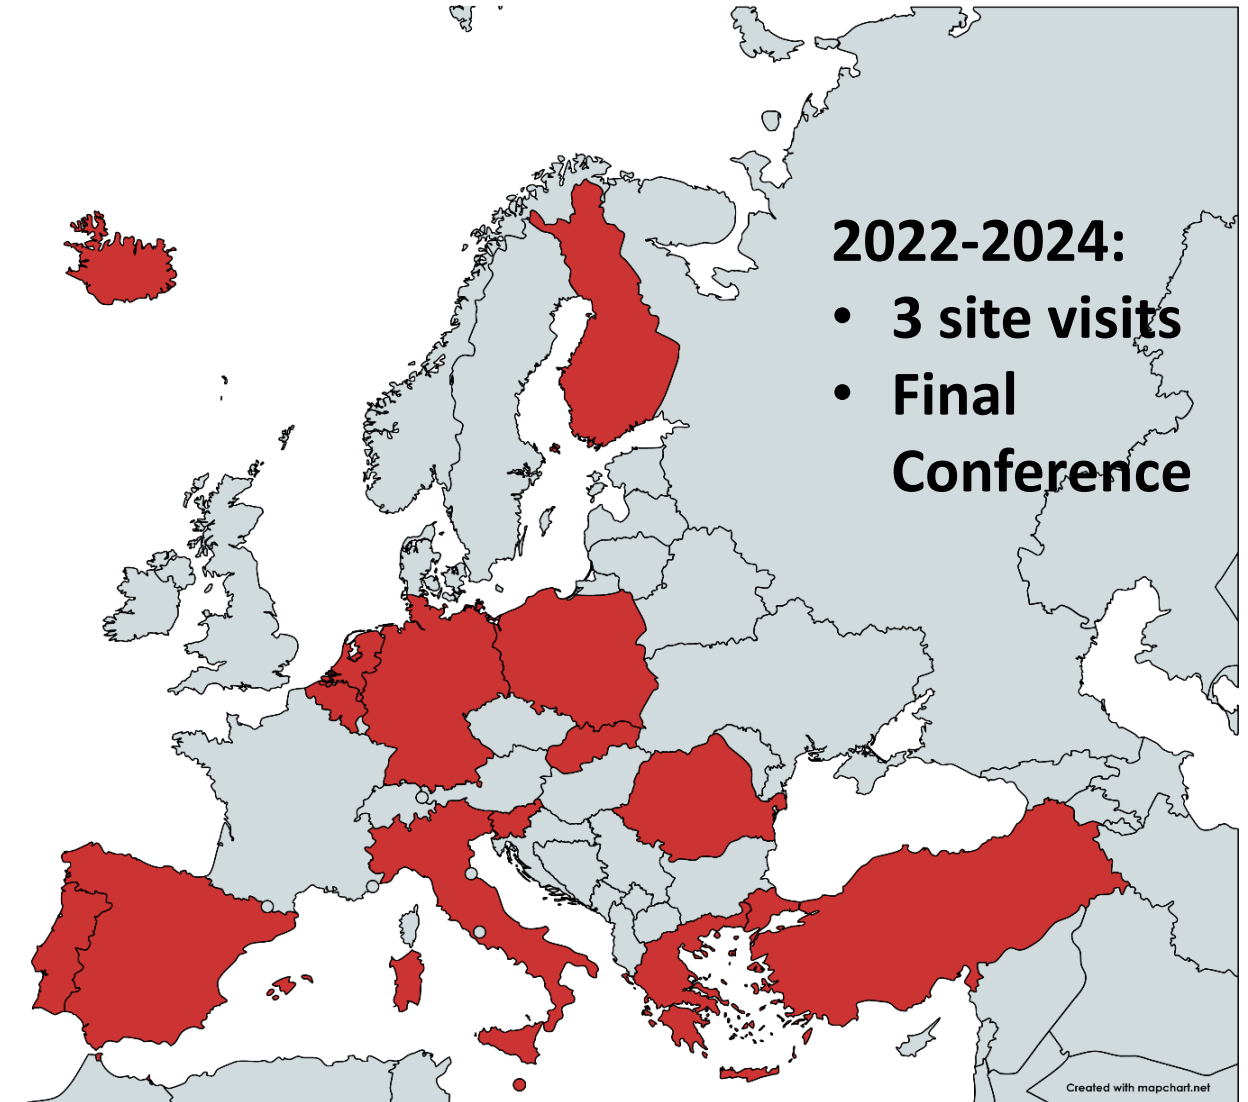 2022-2024:
• 3 site visits
• Final
Conference
Created with mapchart.net